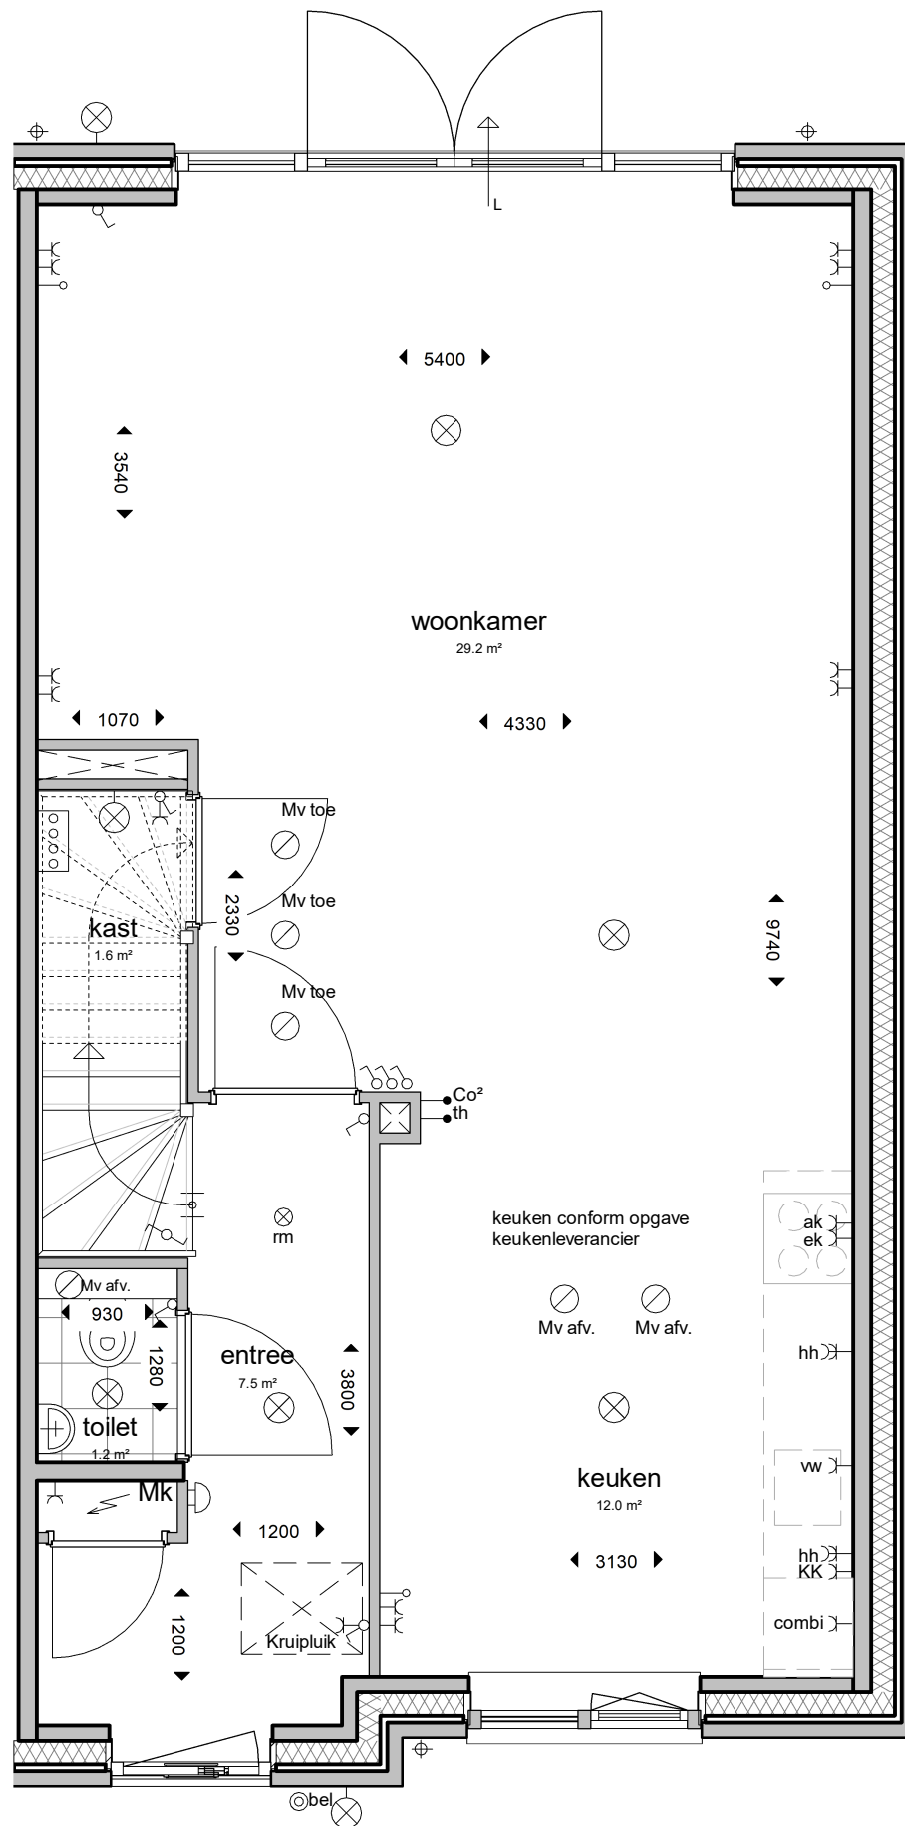 L
5400
3540
woonkamer
29.2 m²
1070
4330
Mv toe
Mv toe
2330
kast
1.6 m²
9740
Mv toe
Co²
th
keuken conform opgave
keukenleverancier
ak
ek
rm
Mv afv.
930
Mv afv.
Mv afv.
1280
entree
7.5 m²
3800
hh
toilet
1.2 m²
keuken
12.0 m²
vw
Mk
1200
3130
hh
KK
1200
Kruipluik
combi
bel